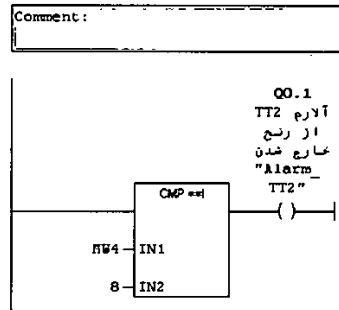 Comment:
Q0.1
آلارم TT2
از رنج
خارج شدن
"Alarm_
TT2"
CMP ==I
( )
MW4 IN1
8 IN2